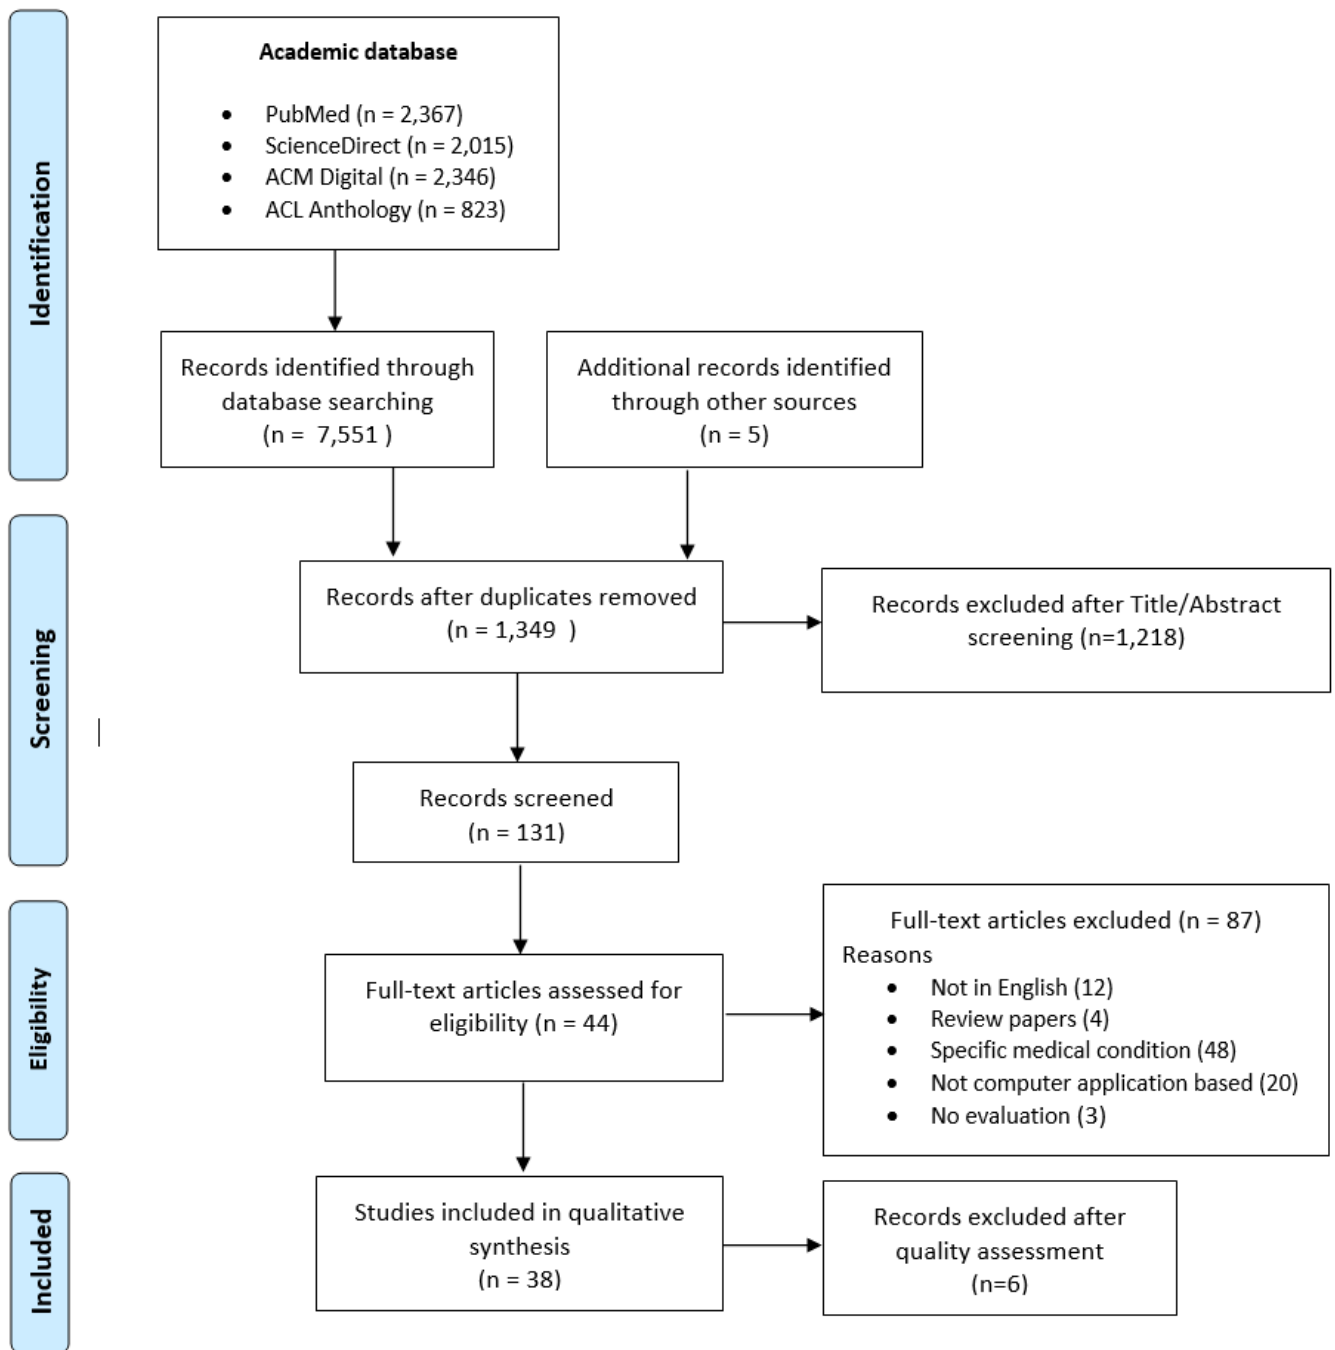 Identification
Academic database
• PubMed (n = 2,367)
• ScienceDirect (n = 2,015)
• ACM Digital (n = 2,346)
• ACL Anthology (n = 823)
Records identified through
database searching
(n =  7,551 )
Additional records identified
through other sources
(n = 5)
Screening
Records after duplicates removed
(n = 1,349  )
Records excluded after Title/Abstract
screening (n=1,218)
Records screened
(n = 131)
Eligibility
Full-text articles assessed for
eligibility (n = 44)
Full-text articles excluded (n = 87)
Reasons
• Not in English (12)
• Review papers (4)
• Specific medical condition (48)
• Not computer application based (20)
• No evaluation (3)
Included
Studies included in qualitative
synthesis
(n = 38)
Records excluded after
quality assessment
(n=6)